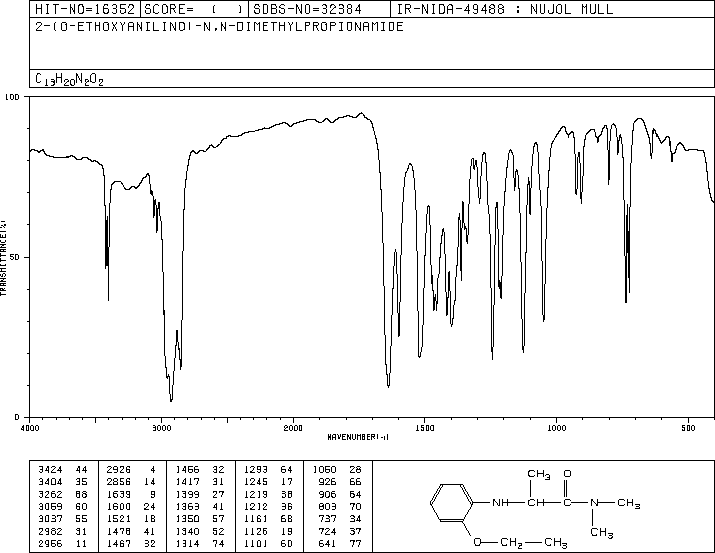 HIT-NO=16352 SCORE= ( ) SDBS-NO=32384 IR-NIDA-49488 : NUJOL MULL
2-(O-ETHOXYANILINO)-N,N-DIMETHYLPROPIONAMIDE
C13H20N2O2
100
50
0
TRANSMITTANCE(%)
4000 3000 2000 1500 1000 500
WAVENUMBER(-1)
3424 44 2926 4 1456 32 1293 64 1050 28
3404 35 2856 14 1417 31 1245 17 926 66
3262 68 1639 9 1399 27 1219 38 906 64
3069 60 1600 24 1363 41 1212 36 803 70
3037 55 1521 18 1350 57 1161 68 737 34
2982 31 1478 41 1340 52 1126 19 724 37
2956 11 1467 32 1314 74 1101 60 641 77
CH3 O
NH CH C N CH3
CH3
O CH2 CH3